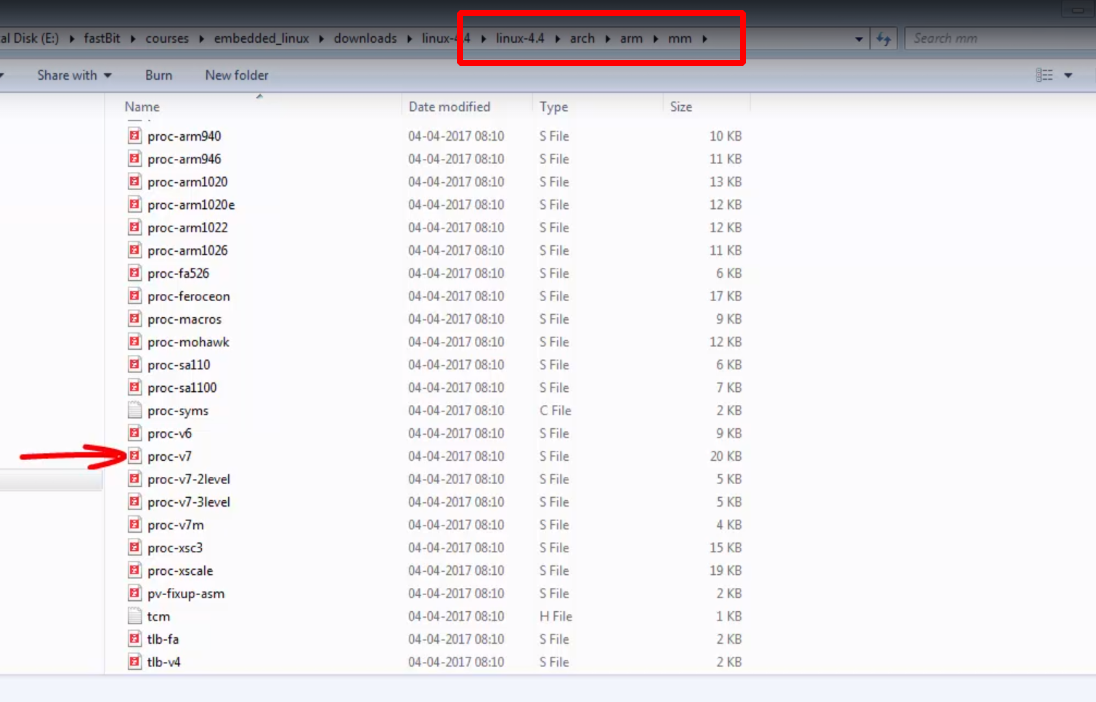 al Disk (E:) fastBit courses embedded_linux downloads linux-4.4 linux-4.4 arch arm mm Search mm
Share with Burn New folder
Name Date modified Type Size
proc-arm940 04-04-2017 08:10 S File 10 KB
proc-arm946 04-04-2017 08:10 S File 11 KB
proc-arm1020 04-04-2017 08:10 S File 13 KB
proc-arm1020e 04-04-2017 08:10 S File 12 KB
proc-arm1022 04-04-2017 08:10 S File 12 KB
proc-arm1026 04-04-2017 08:10 S File 11 KB
proc-fa526 04-04-2017 08:10 S File 6 KB
proc-feroceon 04-04-2017 08:10 S File 17 KB
proc-macros 04-04-2017 08:10 S File 9 KB
proc-mohawk 04-04-2017 08:10 S File 12 KB
proc-sa110 04-04-2017 08:10 S File 6 KB
proc-sa1100 04-04-2017 08:10 S File 7 KB
proc-syms 04-04-2017 08:10 C File 2 KB
proc-v6 04-04-2017 08:10 S File 9 KB
proc-v7 04-04-2017 08:10 S File 20 KB
proc-v7-2level 04-04-2017 08:10 S File 5 KB
proc-v7-3level 04-04-2017 08:10 S File 5 KB
proc-v7m 04-04-2017 08:10 S File 4 KB
proc-xsc3 04-04-2017 08:10 S File 15 KB
proc-xscale 04-04-2017 08:10 S File 19 KB
pv-fixup-asm 04-04-2017 08:10 S File 2 KB
tcm 04-04-2017 08:10 H File 1 KB
tlb-fa 04-04-2017 08:10 S File 2 KB
tlb-v4 04-04-2017 08:10 S File 2 KB